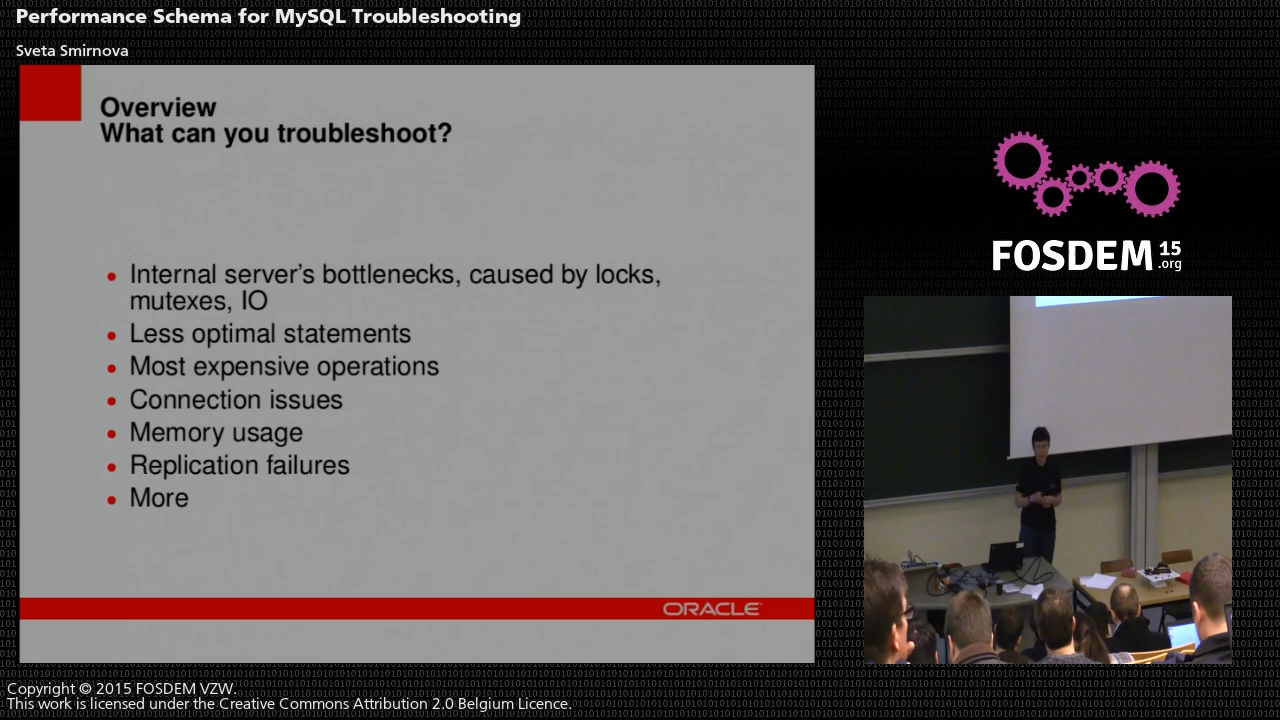 Performance Schema for MySQL Troubleshooting
Sveta Smirnova
Overview
What can you troubleshoot?
Internal server's bottlenecks, caused by locks,
mutexes, IO
Less optimal statements
Most expensive operations
Connection issues
Memory usage
Replication failures
More
ORACLE
FOSDEM 15
.org
Copyright © 2015 FOSDEM VZW.
This work is licensed under the Creative Commons Attribution 2.0 Belgium Licence.